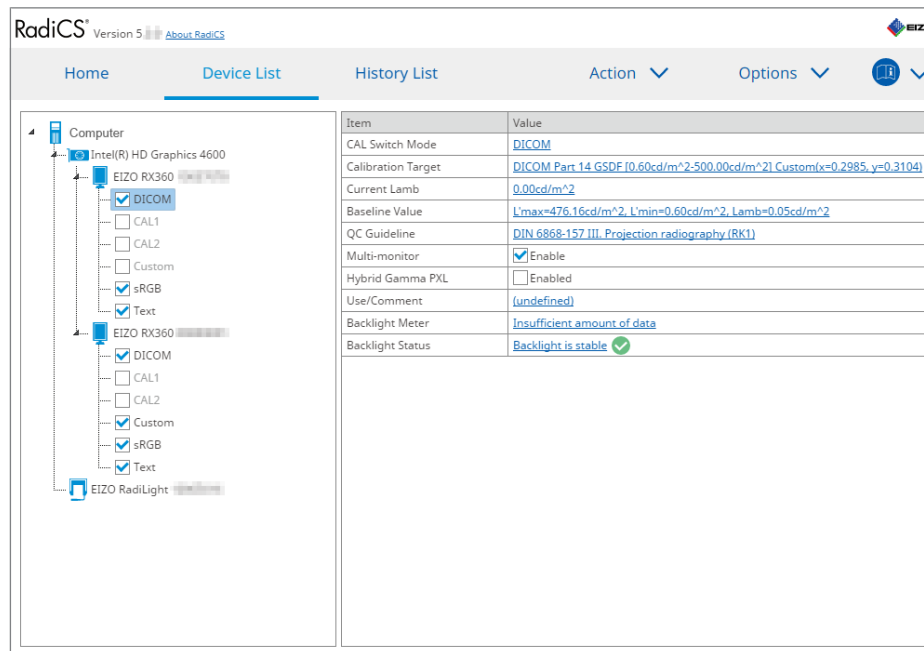 RadiCS® Version 5. About RadiCS
EIZ
Home Device List History List Action Options
Computer
Intel(R) HD Graphics 4600
EIZO RX360
DICOM
CAL1
CAL2
Custom
sRGB
Text
EIZO RX360
DICOM
CAL1
CAL2
Custom
sRGB
Text
EIZO RadiLight
Item Value
CAL Switch Mode DICOM
Calibration Target DICOM Part 14 GSDF [0.60cd/m^2-500.00cd/m^2] Custom(x=0.2985, y=0.3104)
Current Lamb 0.00cd/m^2
Baseline Value L'max=476.16cd/m^2, L'min=0.60cd/m^2, Lamb=0.05cd/m^2
QC Guideline DIN 6868-157 III. Projection radiography (RK1)
Multi-monitor Enable
Hybrid Gamma PXL Enabled
Use/Comment (undefined)
Backlight Meter Insufficient amount of data
Backlight Status Backlight is stable